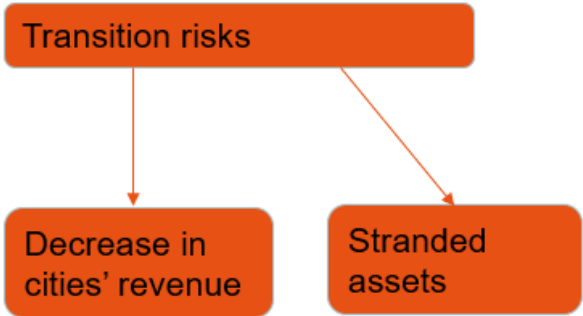 Transition risks
Decrease in
cities’ revenue
Stranded
assets